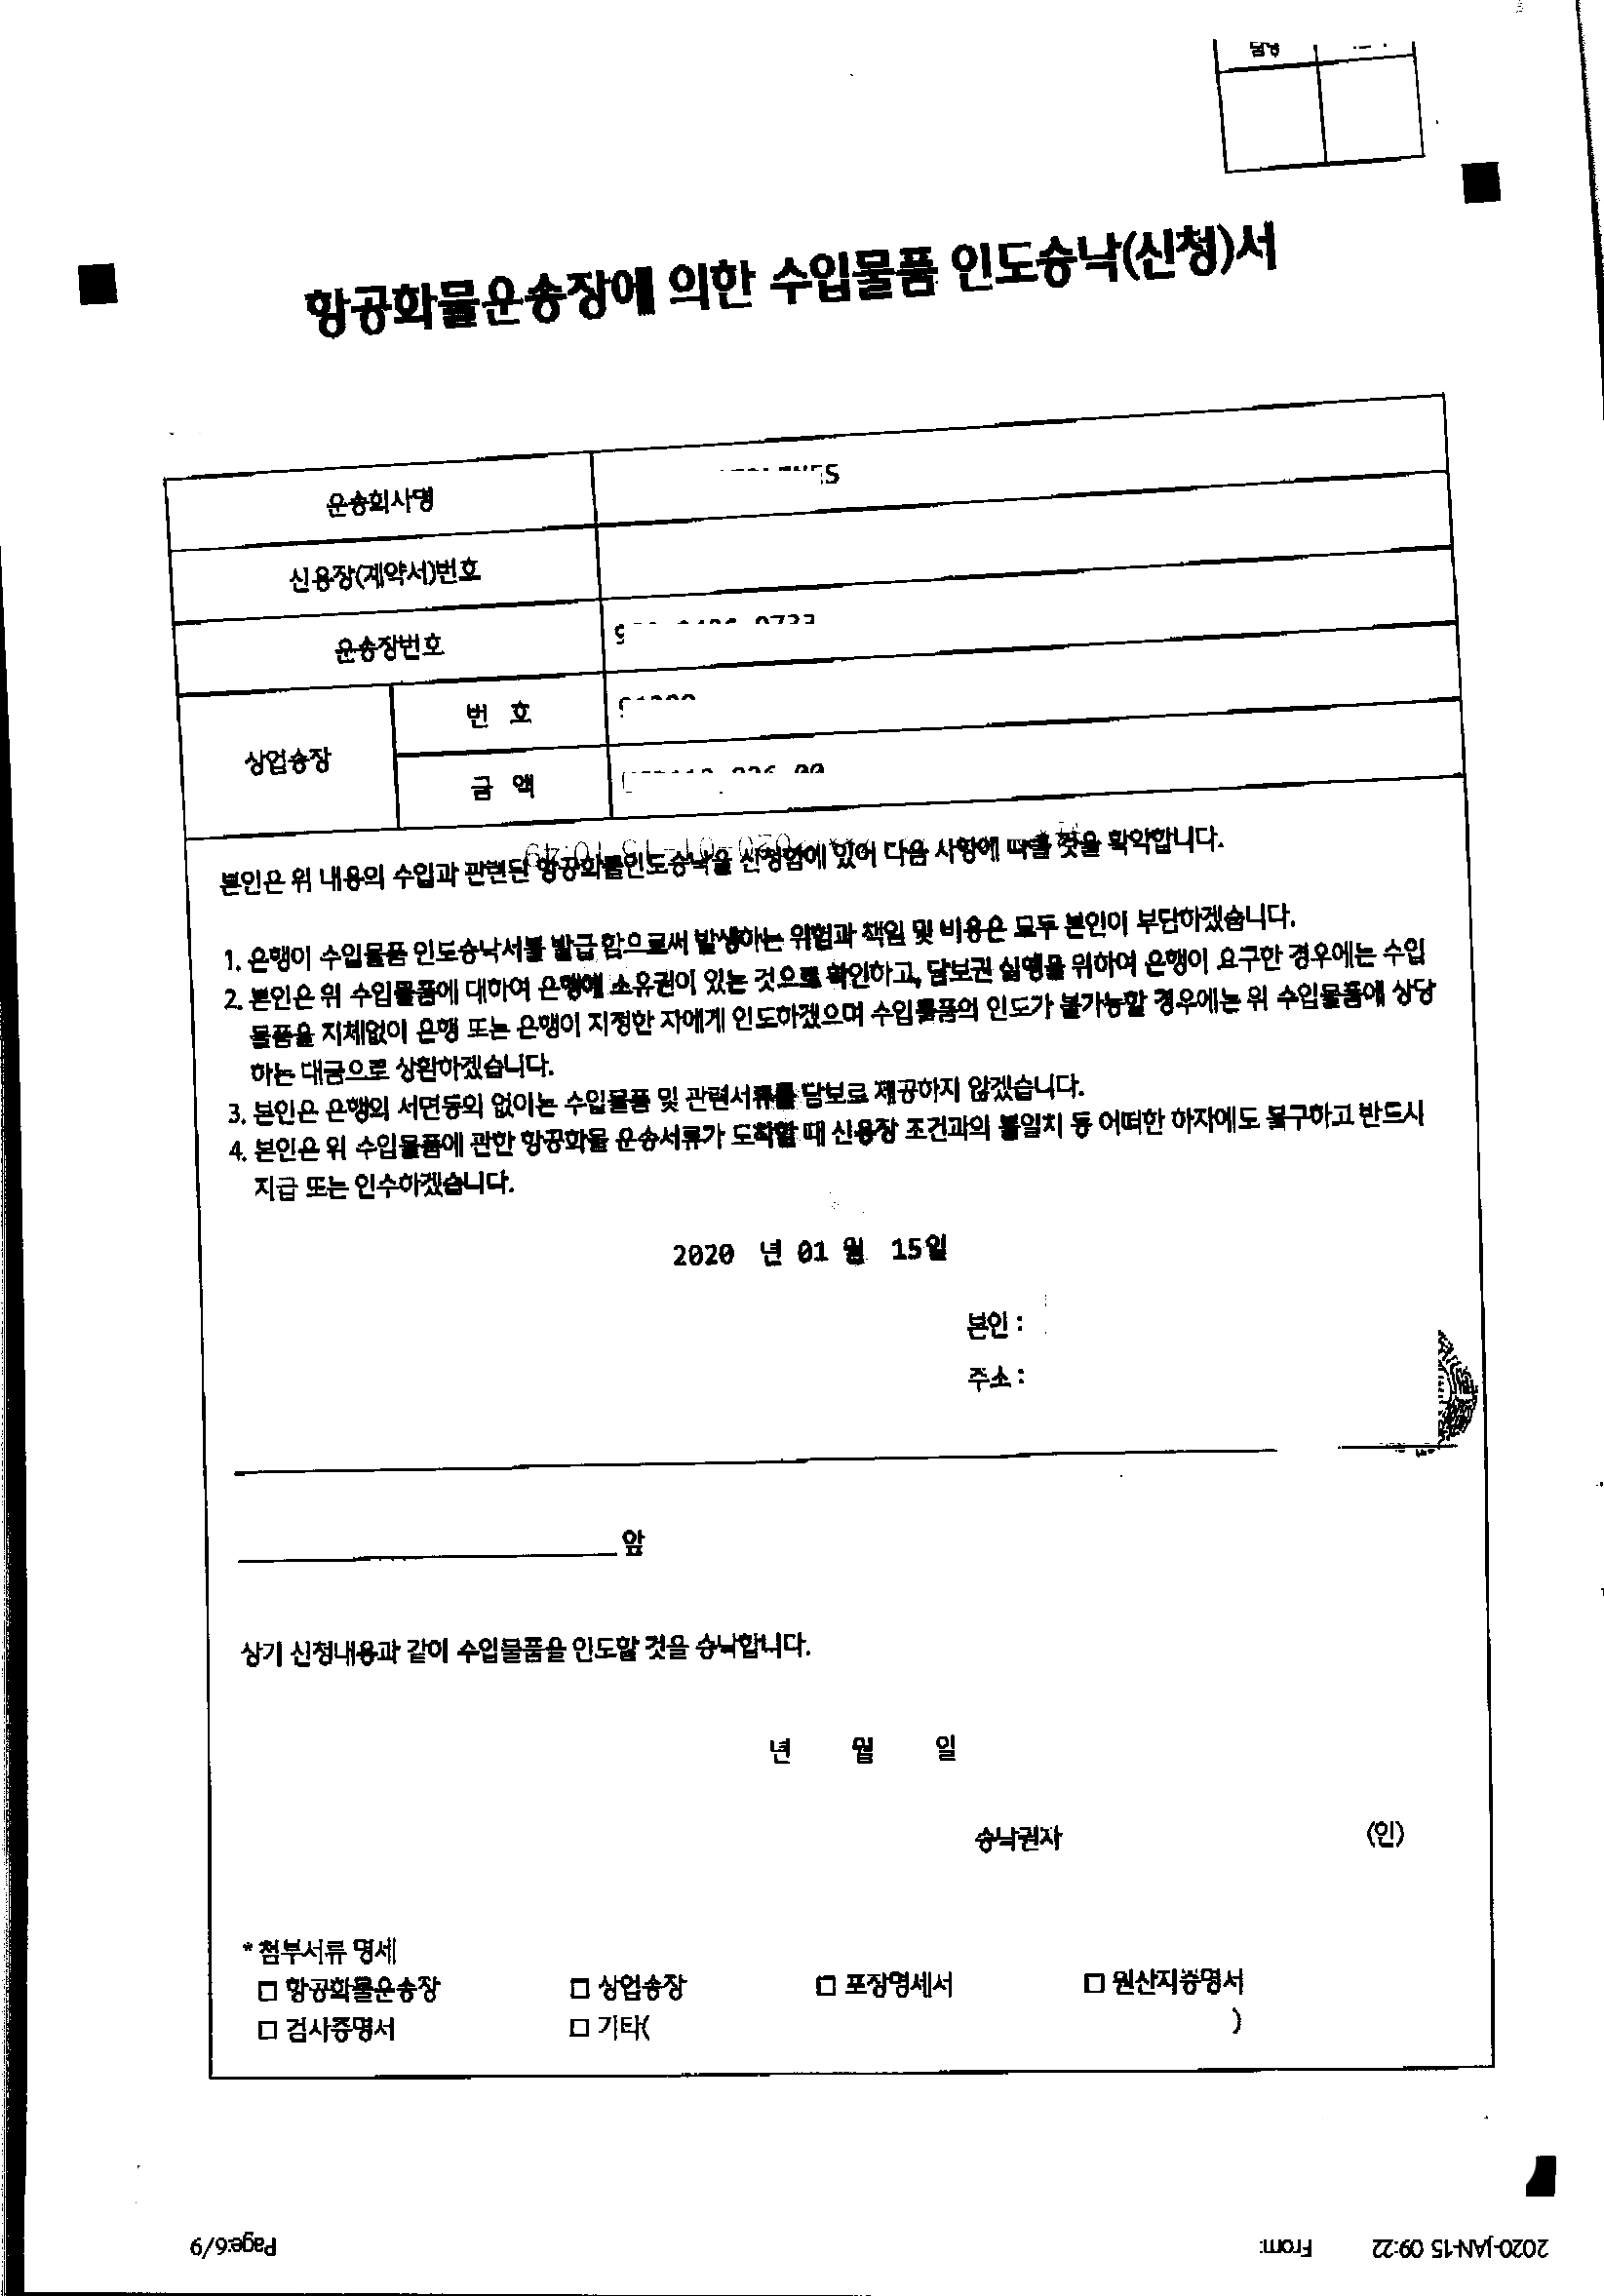 담당
항공화물운송장에 의한 수입물품 인도승낙(신청)서
운송회사명
신용장(계약서)번호
운송장번호
상업송장
번 호
금 액
본인은 위 내용의 수입과 관련된 항공화물인도승낙을 신청함에 있어 다음 사항에 따를 것을 확약합니다.
1. 은행이 수입물품 인도승낙서를 발급함으로써 발생하는 위험과 책임 및 비용은 모두 본인이 부담하겠습니다.
2. 본인은 위 수입물품에 대하여 은행에 소유권이 있는 것으로 확인하고, 담보권 실행을 위하여 은행이 요구한 경우에는 수입
물품을 지체없이 은행 또는 은행이 지정한 자에게 인도하겠으며 수입물품의 인도가 불가능할 경우에는 위 수입물품에 상당
하는 대금으로 상환하겠습니다.
3. 본인은 은행의 서면동의 없이는 수입물품 및 관련서류를 담보로 제공하지 않겠습니다.
4. 본인은 위 수입물품에 관한 항공화물 운송서류가 도착할 때 신용장 조건과의 불일치 등 어떠한 하자에도 불구하고 반드시
지급 또는 인수하겠습니다.
2020 년 01 월 15일
본인 :
주소 :
앞
상기 신청내용과 같이 수입물품을 인도할 것을 승낙합니다.
년 월 일
승낙권자 (인)
* 첨부서류 명세
□ 항공화물운송장 □ 상업송장 □ 포장명세서 □ 원산지증명서
□ 검사증명서 □ 기타( )
2020-JAN-15 09:22 From: Page:6/9